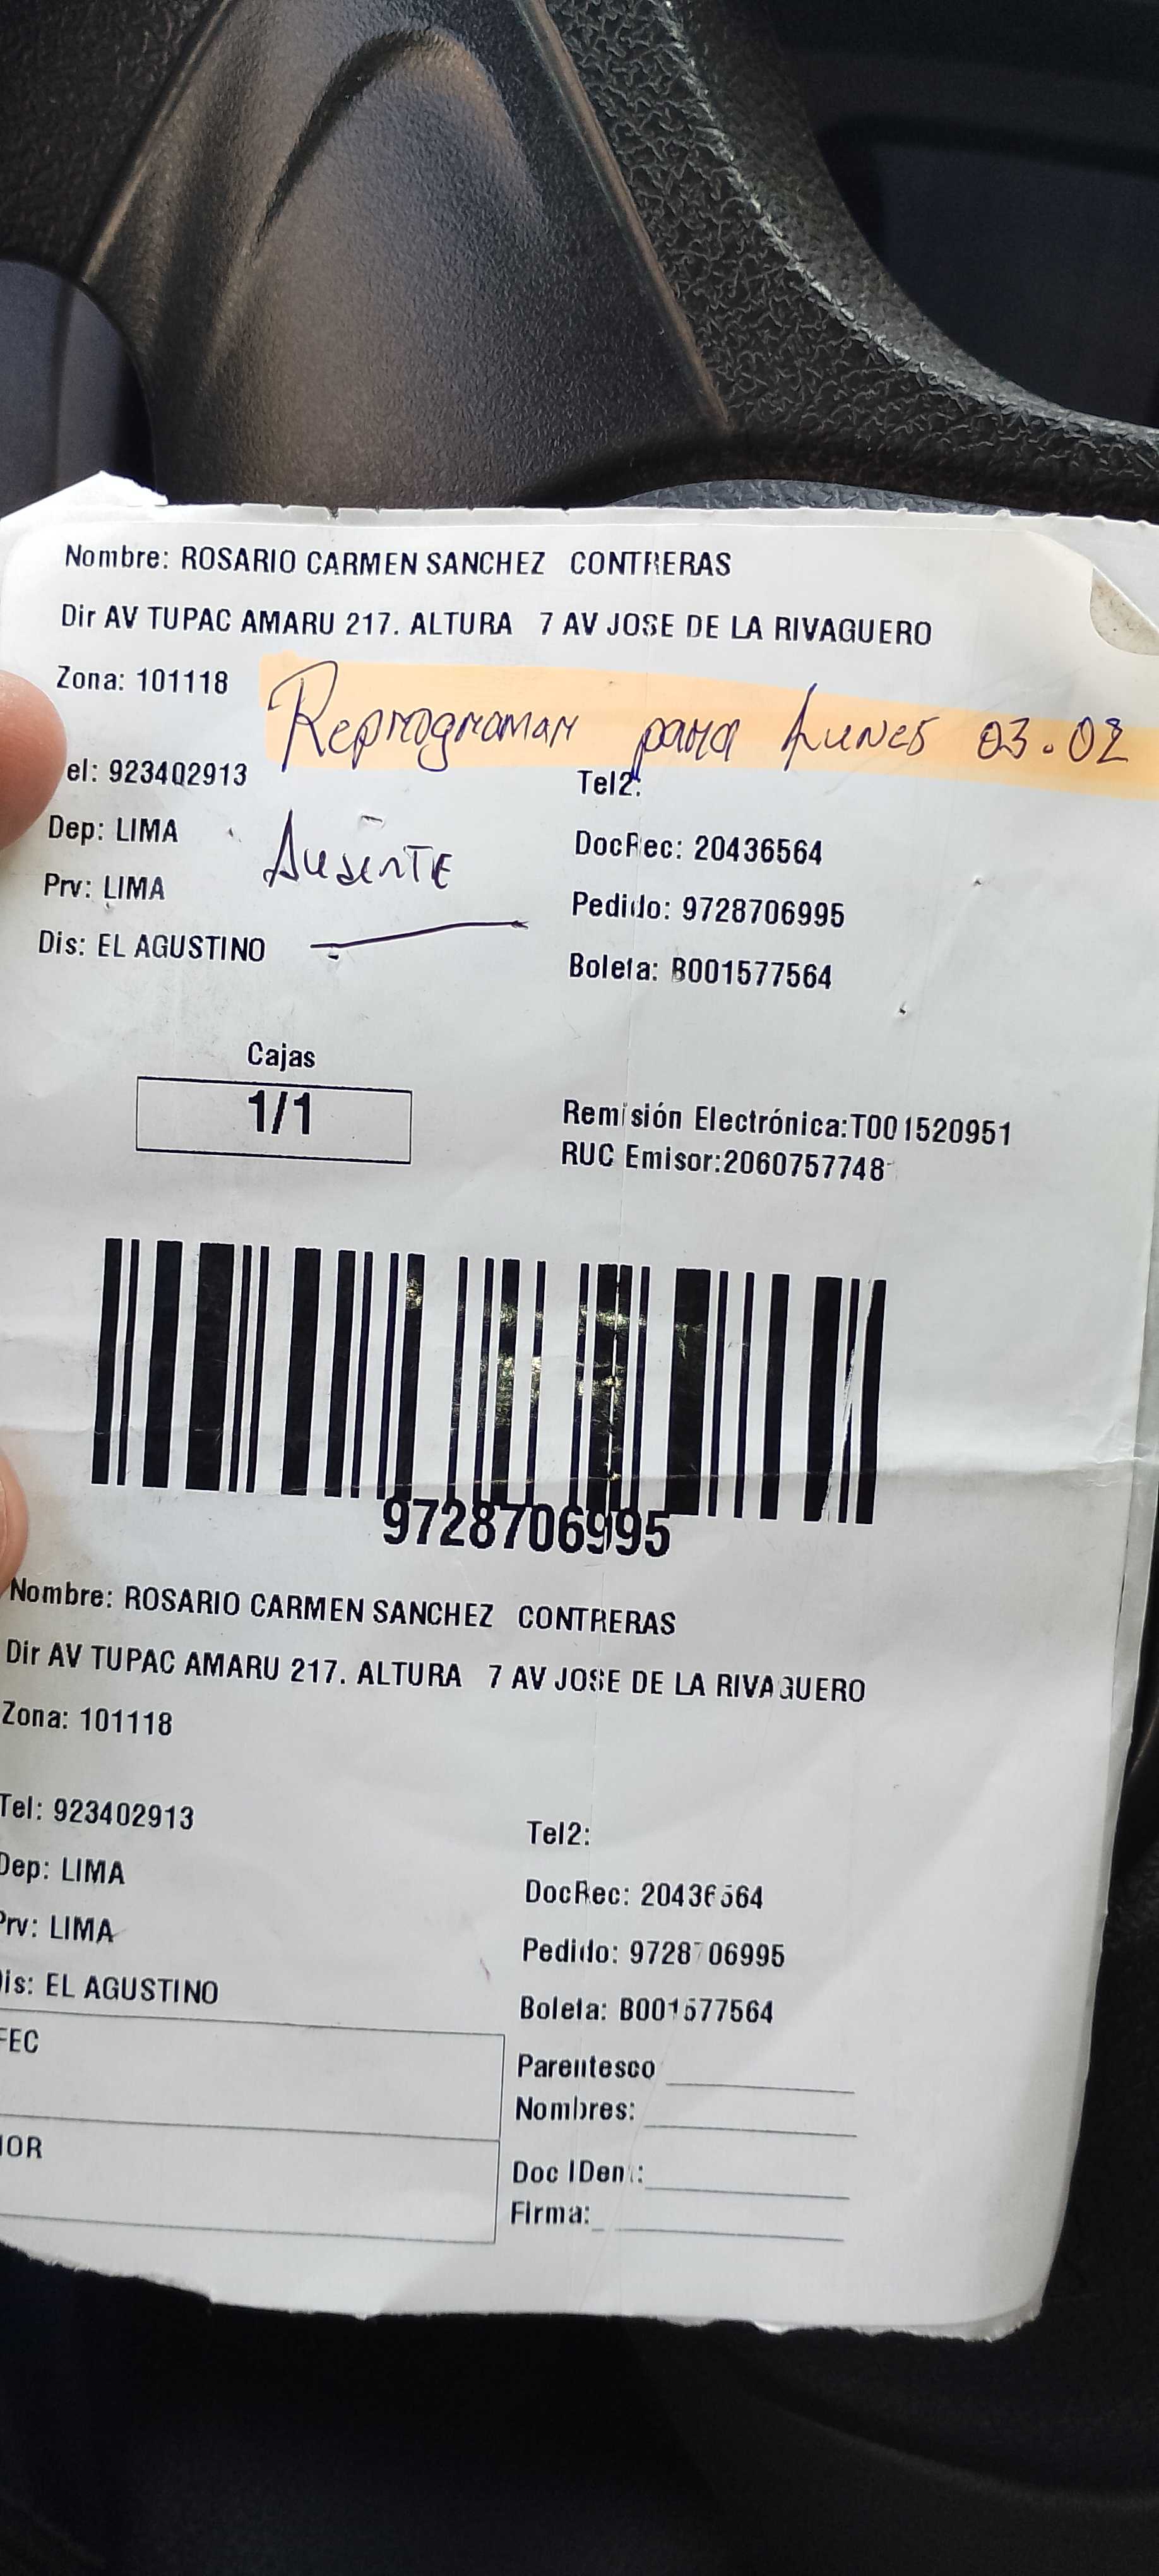 Nombre: ROSARIO CARMEN SANCHEZ CONTRERAS
Dir AV TUPAC AMARU 217. ALTURA 7 AV JOSE DE LA RIVAGUERO
Zona: 101118
Reprogramar para Lunes 03.02
el: 923402913
Tel2:
Dep: LIMA
Ausente
DocRec: 20436564
Prv: LIMA
Pedido: 9728706995
Dis: EL AGUSTINO
Boleta: B001577564
Cajas
1/1
Remisión Electrónica:T001520951
RUC Emisor:2060757748
9728706995
Nombre: ROSARIO CARMEN SANCHEZ CONTRERAS
Dir AV TUPAC AMARU 217. ALTURA 7 AV JOSE DE LA RIVAGUERO
Zona: 101118
Tel: 923402913
Tel2:
Dep: LIMA
DocRec: 20436564
Prv: LIMA
Pedido: 9728706995
is: EL AGUSTINO
Boleta: B001577564
FEC
Parentesco
Nombres:
IOR
Doc IDen.:
Firma: